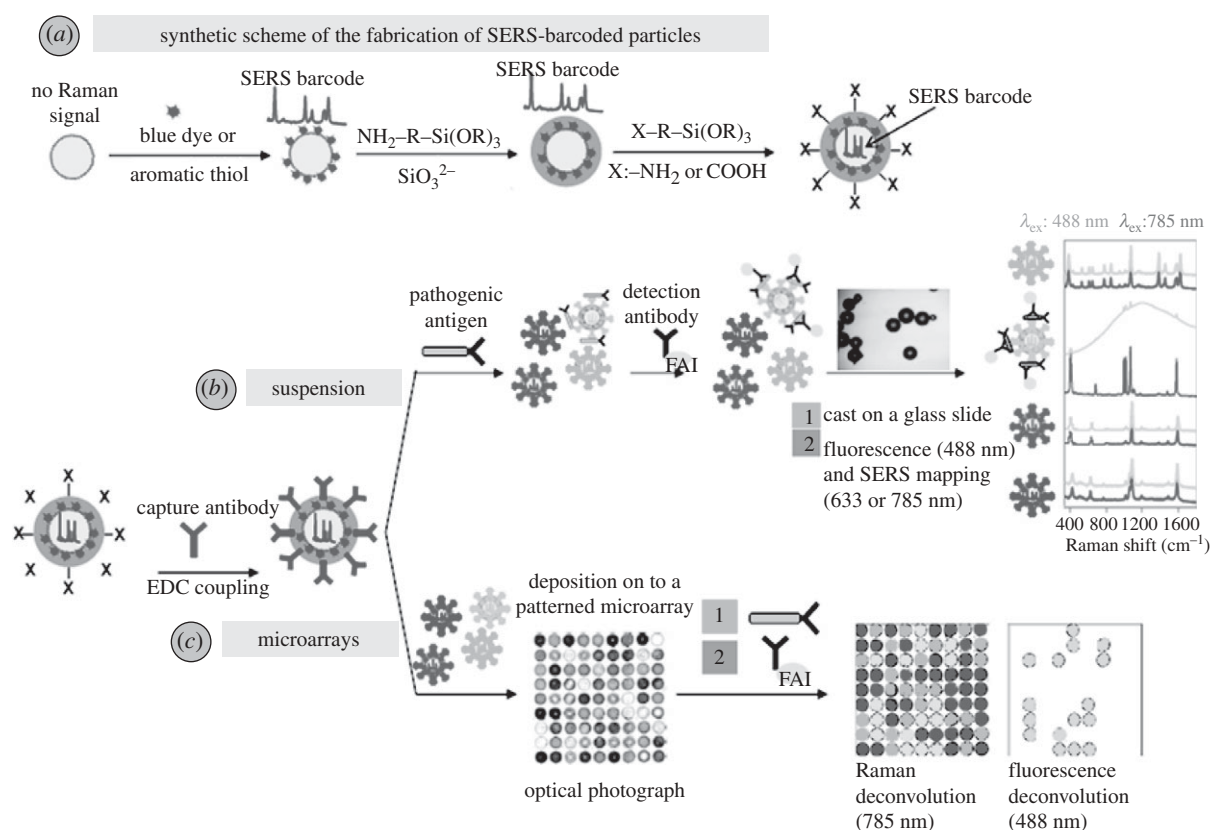 (a) synthetic scheme of the fabrication of SERS-barcoded particles
no Raman
signal
blue dye or
aromatic thiol
SERS barcode
NH₂–R–Si(OR)₃
SiO₃²⁻
SERS barcode
X–R–Si(OR)₃
X:–NH₂ or COOH
X
X X
X X
X X
X
SERS barcode
(b) suspension
pathogenic
antigen
detection
antibody
FAI
1 cast on a glass slide
2 fluorescence (488 nm)
and SERS mapping
(633 or 785 nm)
λex: 488 nm λex:785 nm
400 800 1200 1600
Raman shift (cm⁻¹)
X
X X
X X
X X
X
capture antibody
EDC coupling
(c) microarrays
deposition on to a
patterned microarray
optical photograph
1
2
FAI
Raman
deconvolution
(785 nm)
fluorescence
deconvolution
(488 nm)